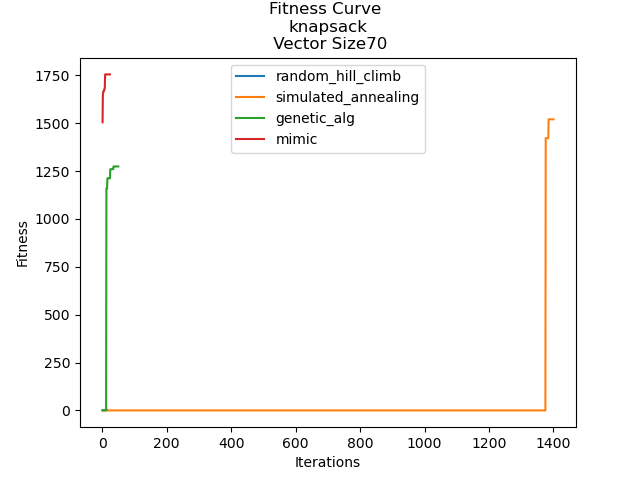 Fitness Curve
knapsack
Vector Size70
random_hill_climb
simulated_annealing
genetic_alg
mimic
Fitness
1750
1500
1250
1000
750
500
250
0
0 200 400 600 800 1000 1200 1400
Iterations